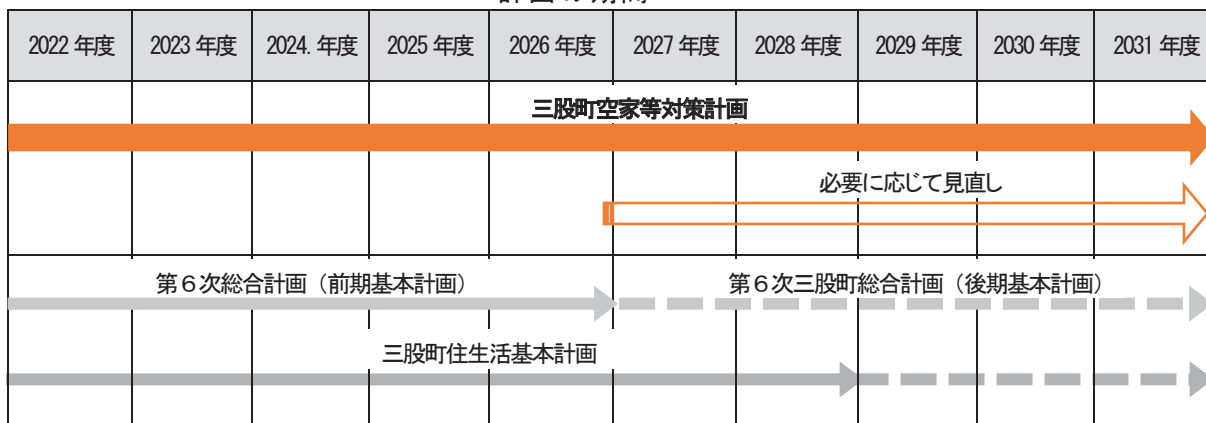 計画の期間
2022 年度 2023 年度 2024. 年度 2025 年度 2026 年度 2027 年度 2028 年度 2029 年度 2030 年度 2031 年度
三股町空家等対策計画
必要に応じて見直し
第６次総合計画（前期基本計画） 第６次三股町総合計画（後期基本計画）
三股町住生活基本計画